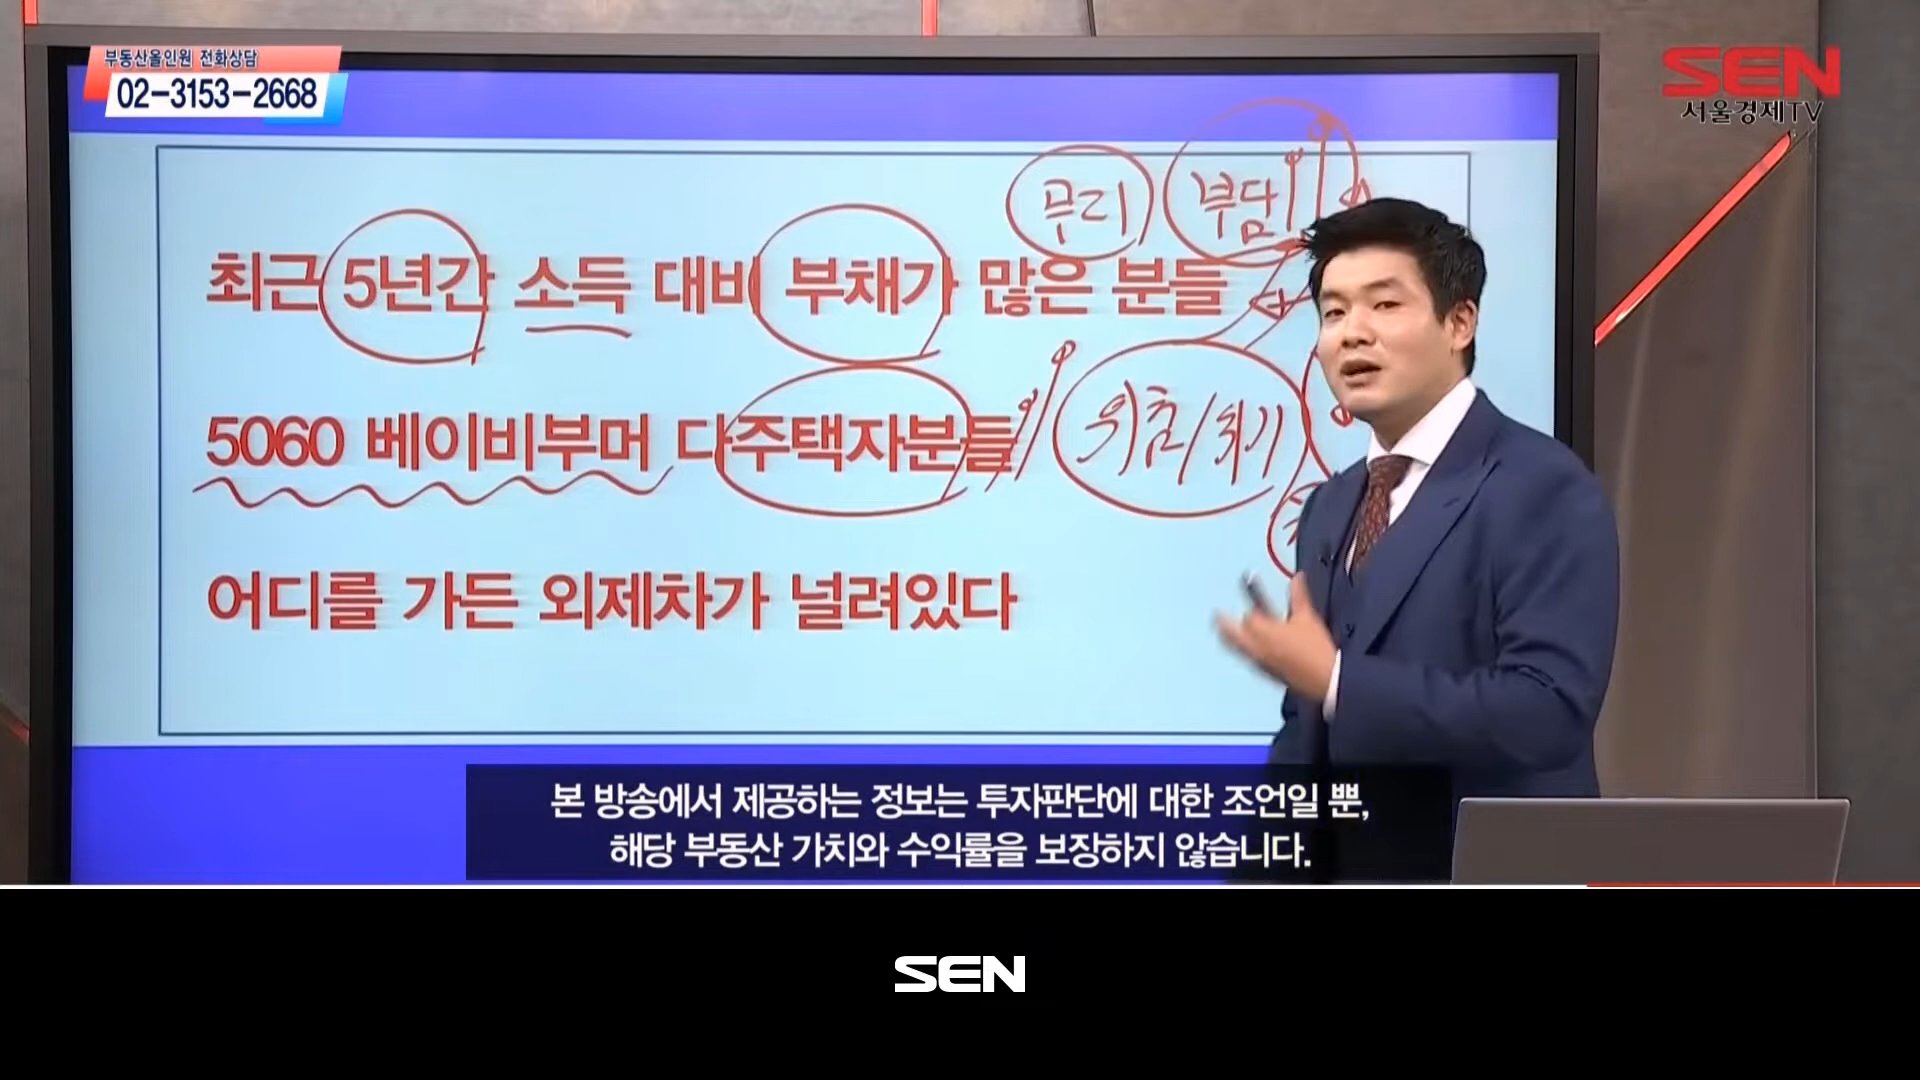 부동산올인원 전화상담
02-3153-2668
SEN
서울경제TV
무리 부담
최근 5년간 소득 대비 부채가 많은 분들
5060 베이비부머 다주택자분들
위험/위기
어디를 가든 외제차가 널려있다
본 방송에서 제공하는 정보는 투자판단에 대한 조언일 뿐,
해당 부동산 가치와 수익률을 보장하지 않습니다.
SEN